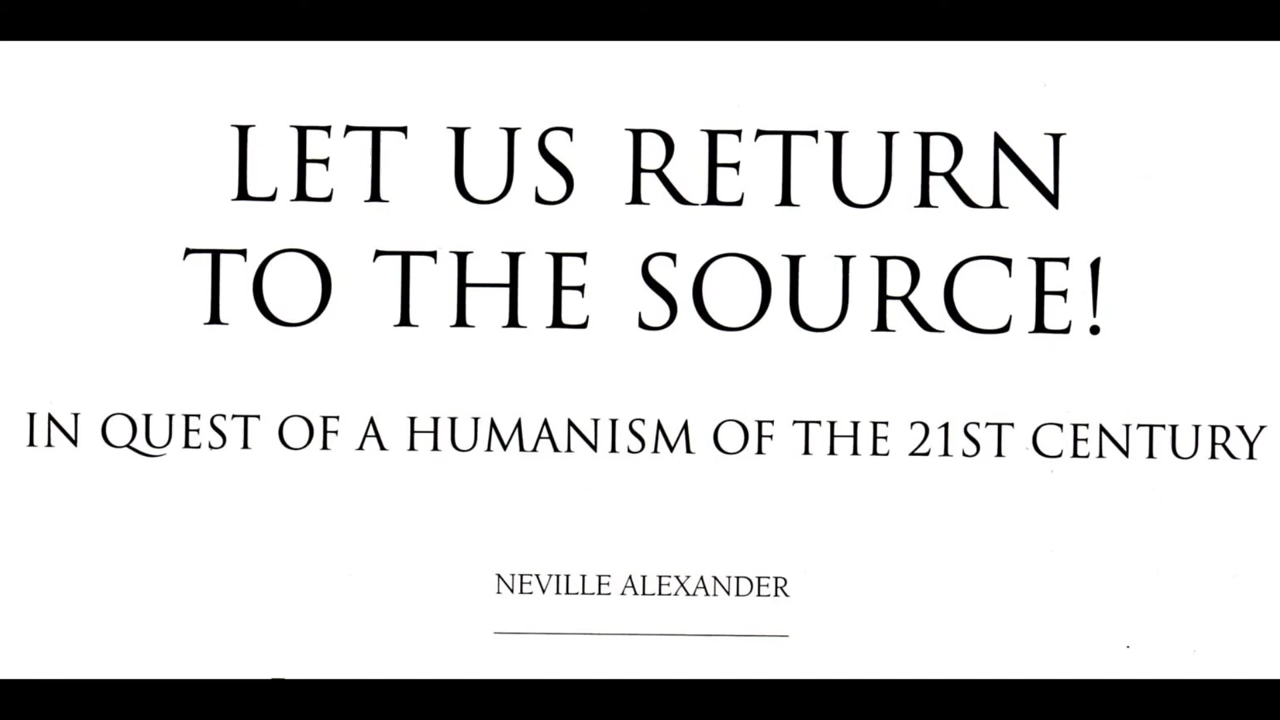 LET US RETURN
TO THE SOURCE!
IN QUEST OF A HUMANISM OF THE 21ST CENTURY
NEVILLE ALEXANDER